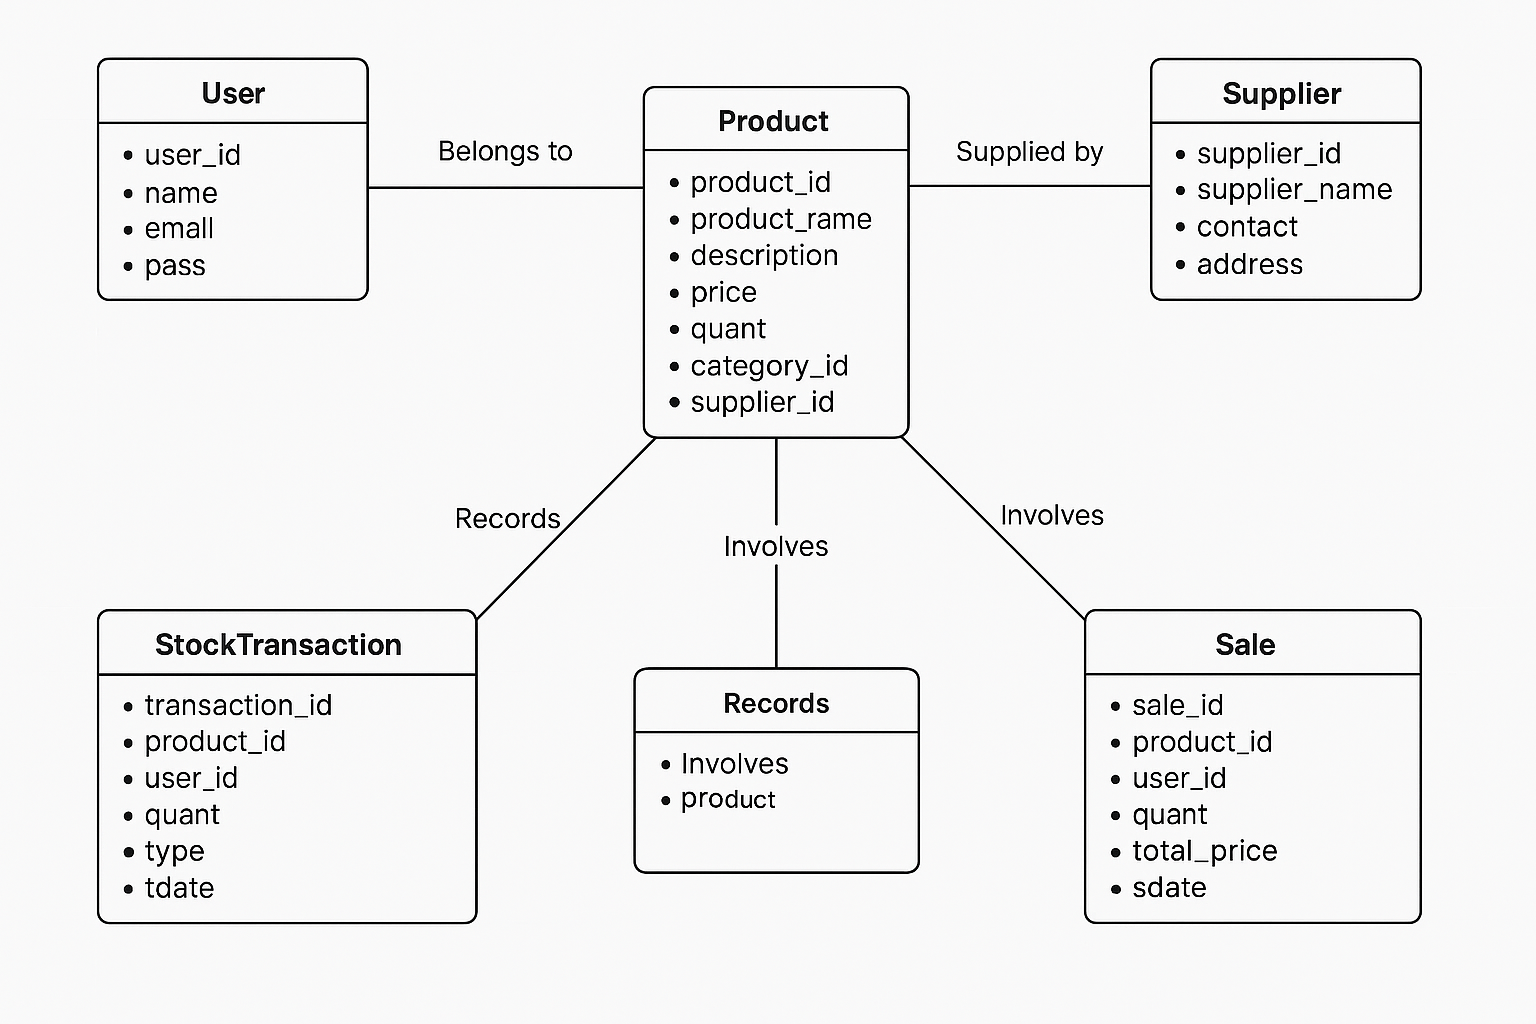 User
• user_id
• name
• emall
• pass
Belongs to
Product
• product_id
• product_rame
• description
• price
• quant
• category_id
• supplier_id
Supplied by
Supplier
• supplier_id
• supplier_name
• contact
• address
Records
Involves
Involves
StockTransaction
• transaction_id
• product_id
• user_id
• quant
• type
• tdate
Records
• Involves
• product
Sale
• sale_id
• product_id
• user_id
• quant
• total_price
• sdate